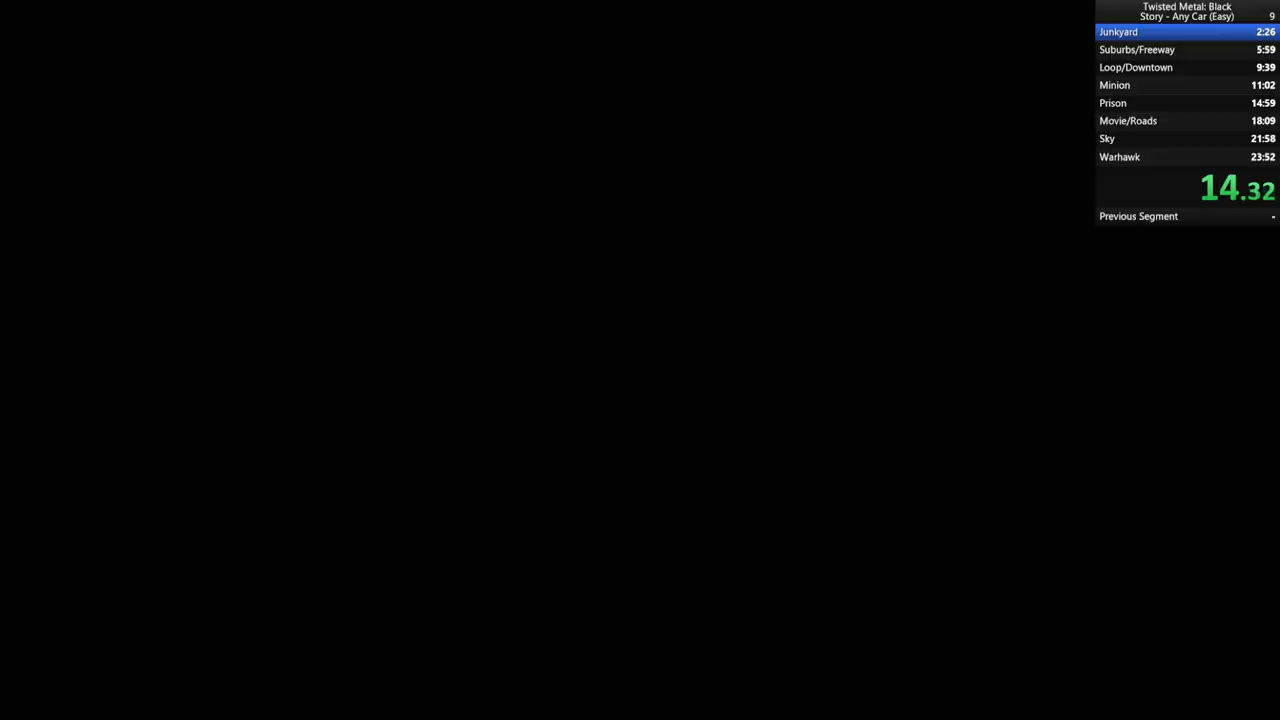 Twisted Metal: Black
Story - Any Car (Easy) 9
Junkyard 2:26
Suburbs/Freeway 5:59
Loop/Downtown 9:39
Minion 11:02
Prison 14:59
Movie/Roads 18:09
Sky 21:58
Warhawk 23:52
14.32
Previous Segment -